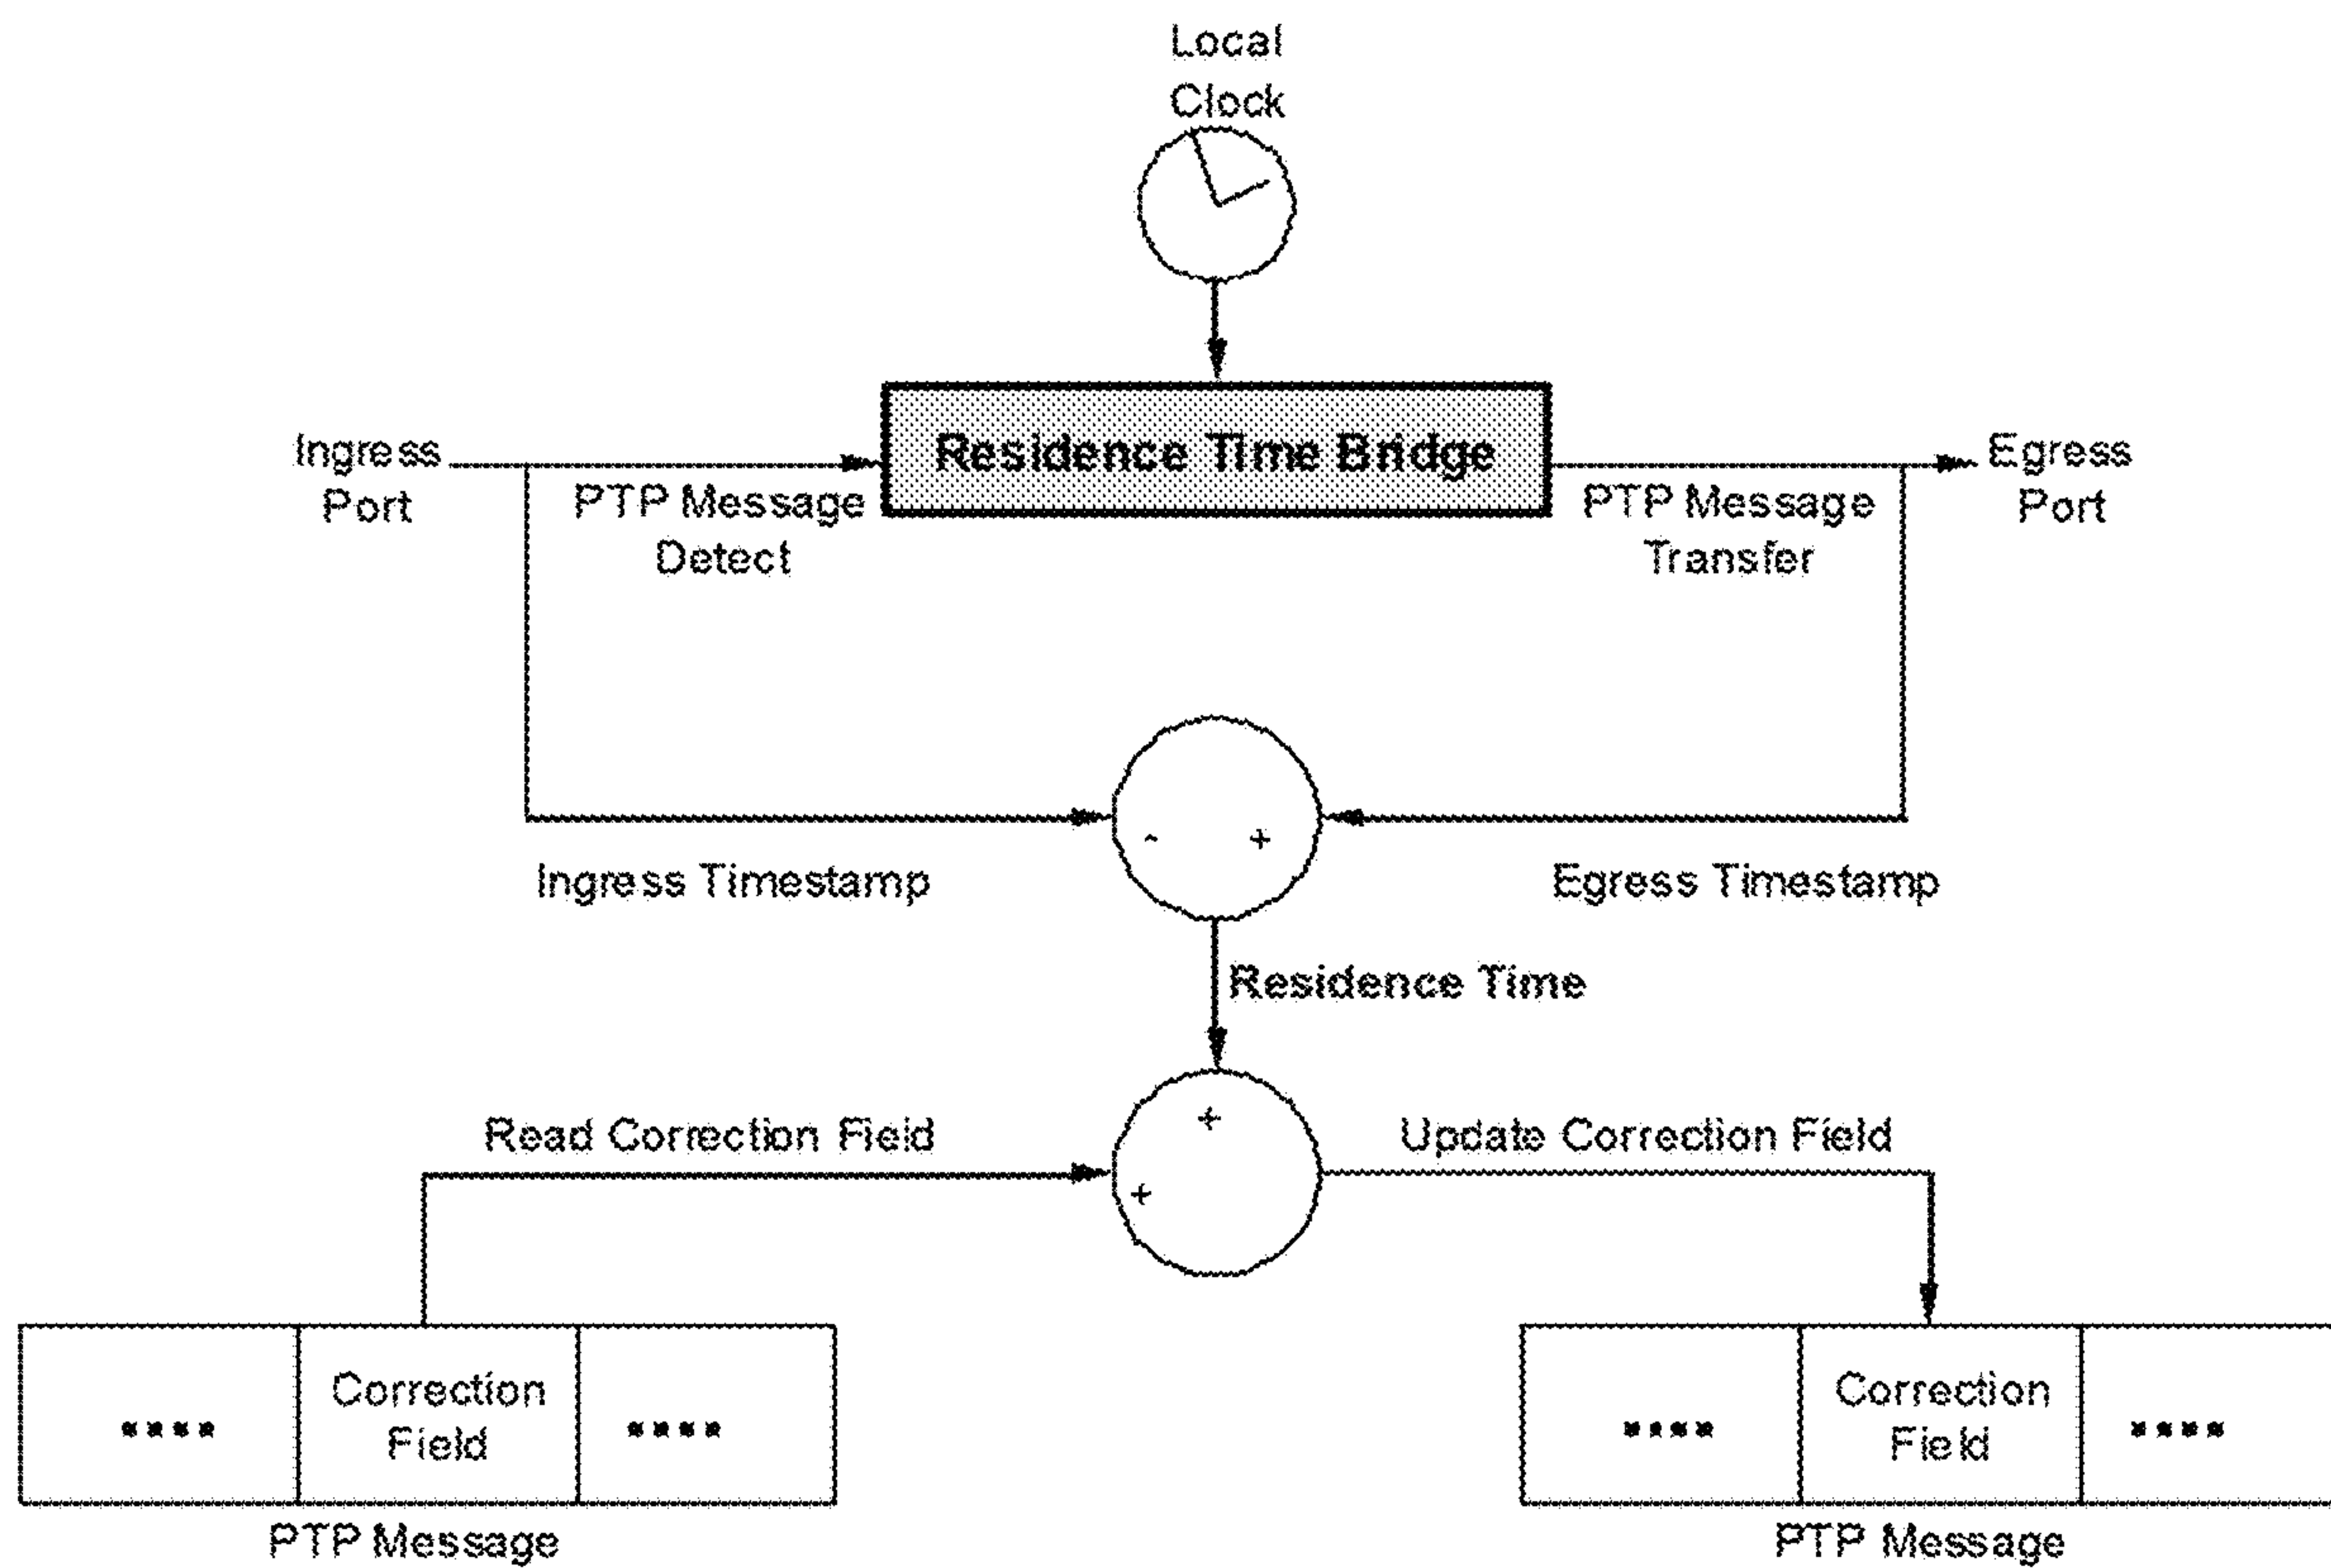 Local
Clock
Residence Time Bridge
Ingress
Port
PTP Message
Detect
PTP Message
Transfer
Egress
Port
-
+
Ingress Timestamp
Egress Timestamp
Residence Time
+
+
Read Correction Field
Update Correction Field
....
Correction
Field
....
PTP Message
....
Correction
Field
....
PTP Message